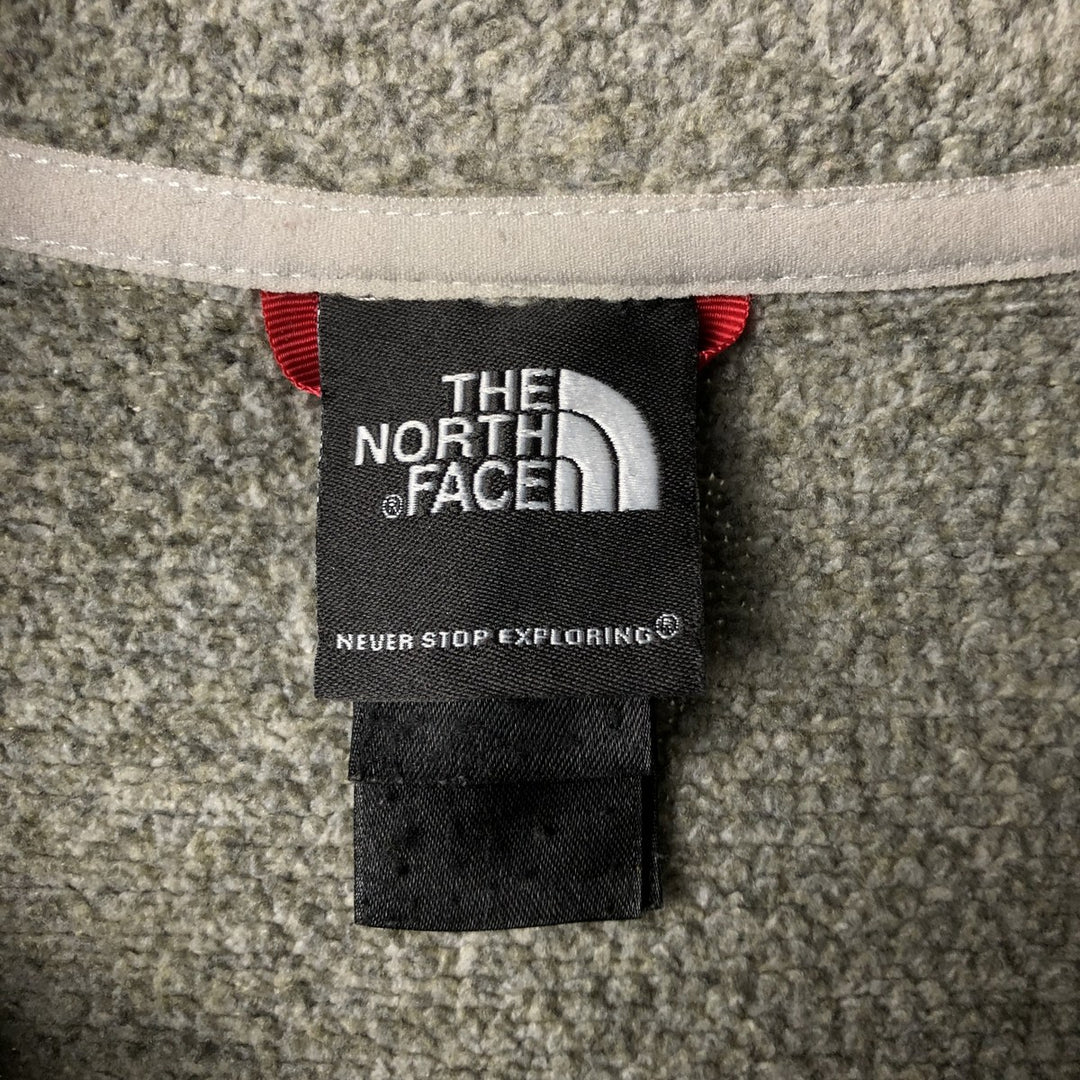 THE
NORTH
®FACE
NEVER STOP EXPLORING®